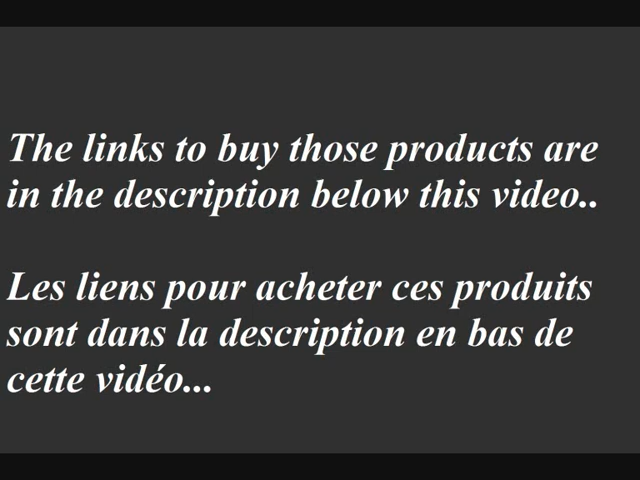 The links to buy those products are
in the description below this video..
Les liens pour acheter ces produits
sont dans la description en bas de
cette vidéo...